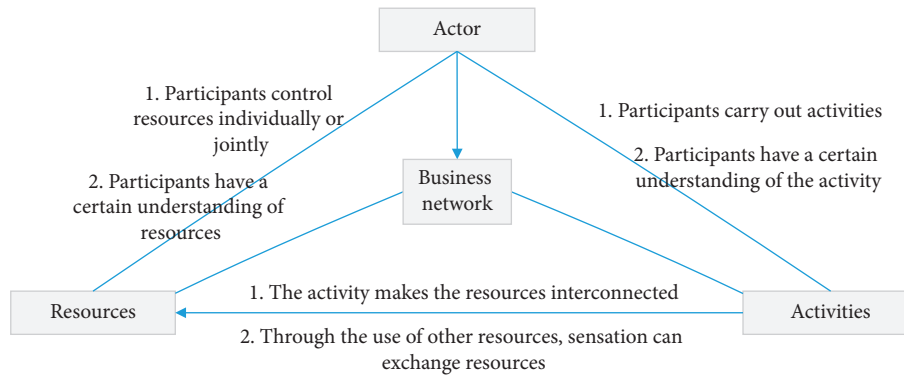 Actor
1. Participants control
resources individually or
jointly
2. Participants have a
certain understanding of
resources
1. Participants carry out activities
2. Participants have a certain
understanding of the activity
Business
network
Resources
1. The activity makes the resources interconnected
2. Through the use of other resources, sensation can
exchange resources
Activities